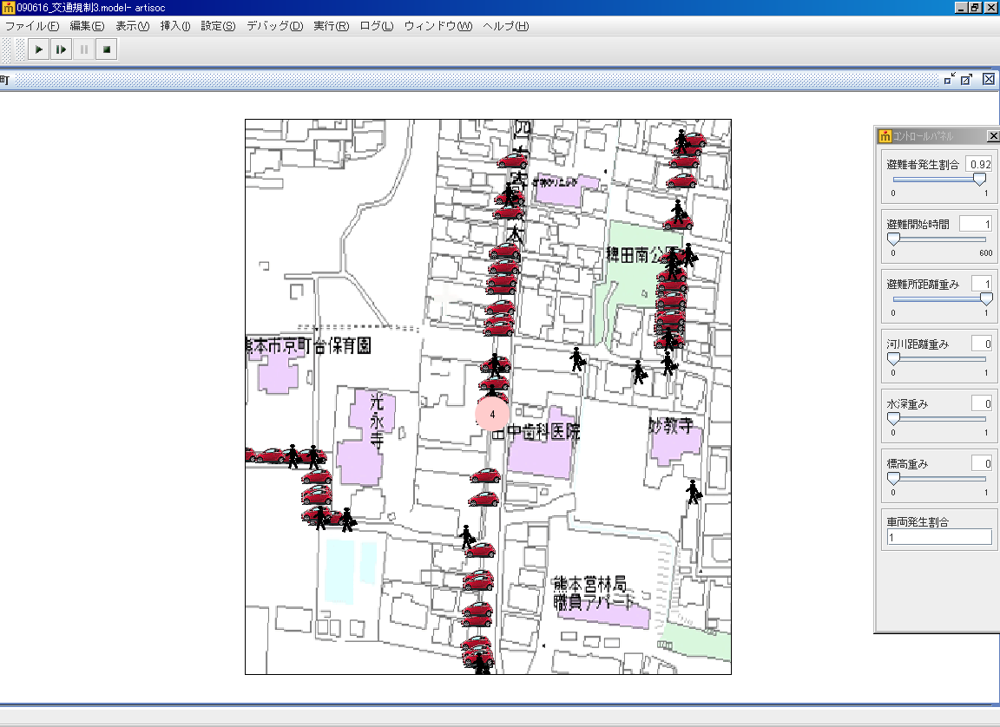 090616_交通規制3.model- artisoc
ファイル(F) 編集(E) 表示(V) 挿入(I) 設定(S) デバッグ(D) 実行(R) ログ(L) ウィンドウ(W) ヘルプ(H)
町
コントロールパネル
避難者発生割合 0.92
0 1
避難開始時間 1
0 600
避難所距離重み 1
0 1
河川距離重み 0
0 1
水深重み 0
0 1
標高重み 0
0 1
車両発生割合
1
稗田南公園
熊本市京町台保育園
光永寺
4
田中歯科医院
妙教寺
熊本営林局
職員アパート